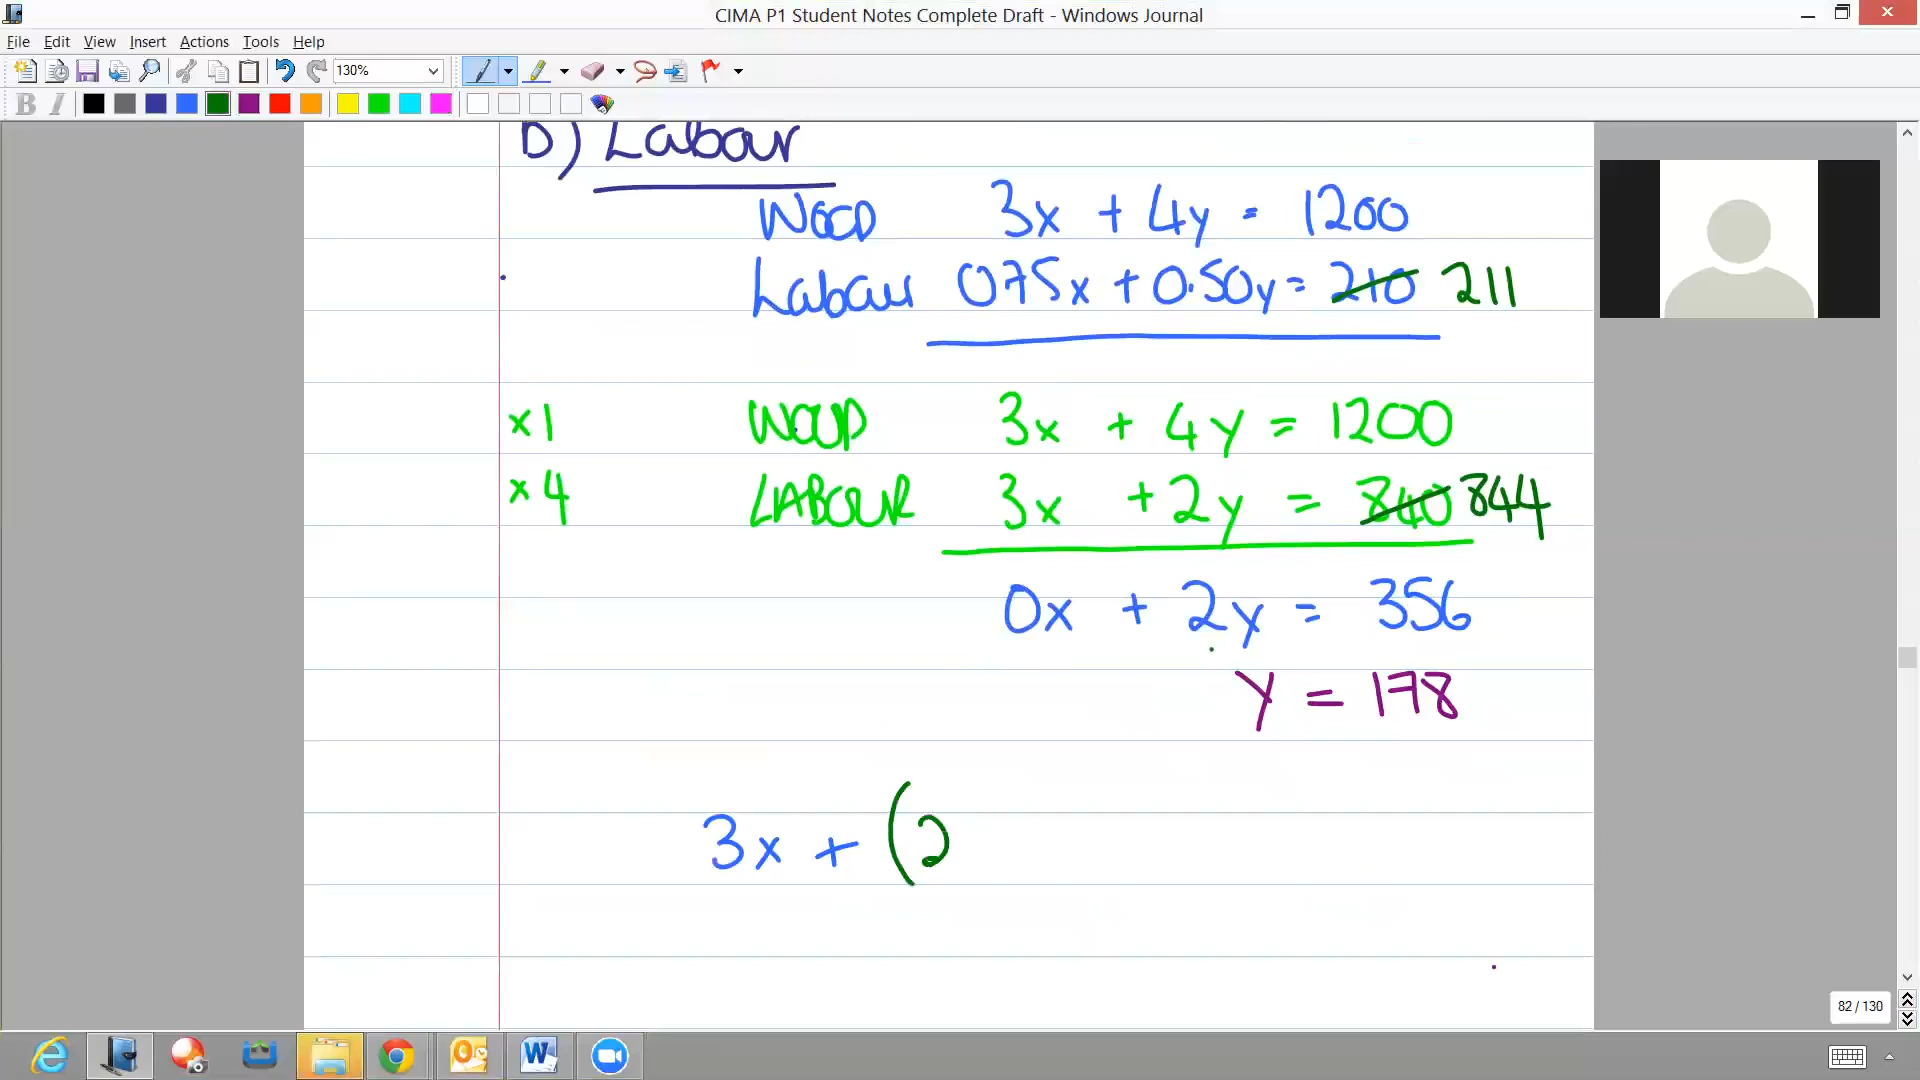 CIMA P1 Student Notes Complete Draft - Windows Journal
File Edit View Insert Actions Tools Help
130%
B I
D) Labour
WOOD 3x + 4y = 1200
Labour 075x + 0.50y = 210 211
x1 WOOD 3x + 4y = 1200
x4 LABOUR 3x + 2y = 840 844
0x + 2y = 356
y = 178
3x + (2
82 / 130